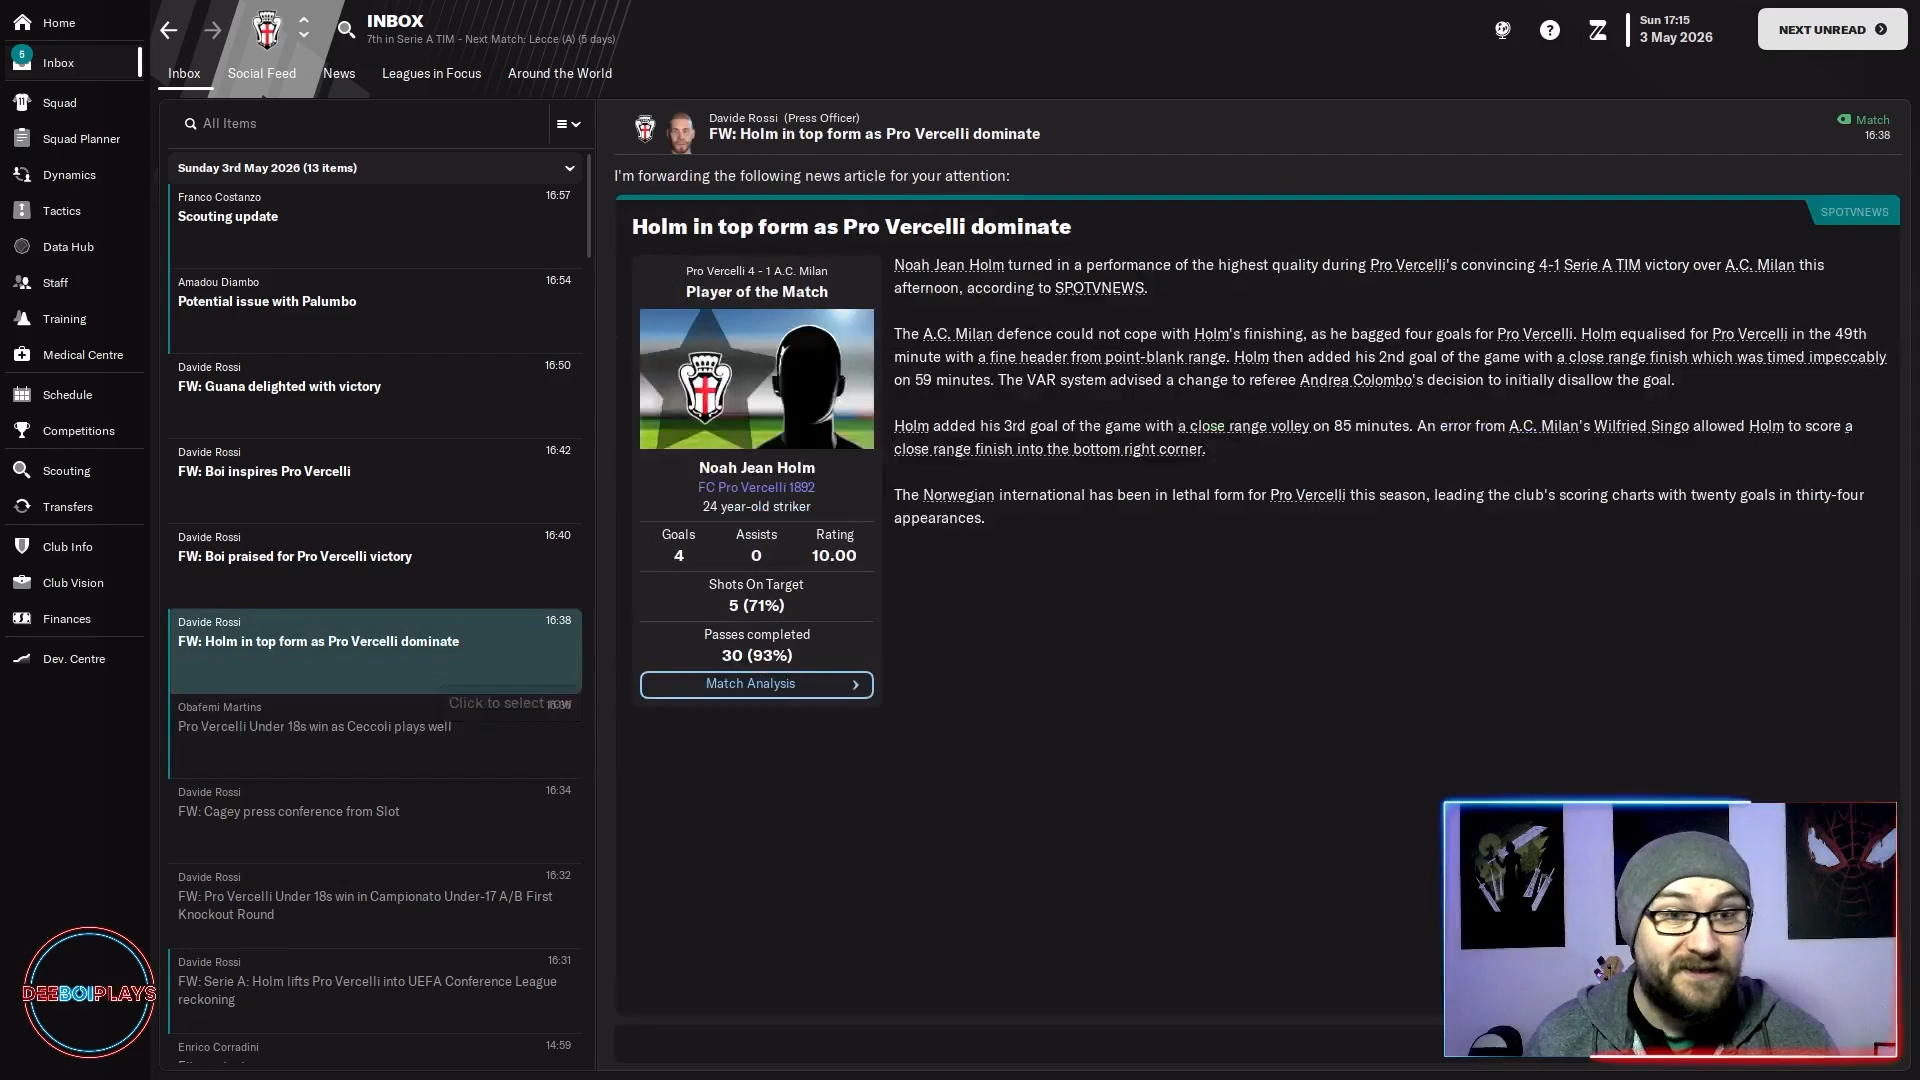 Home
5
Inbox
Squad
Squad Planner
Dynamics
Tactics
Data Hub
Staff
Training
Medical Centre
Schedule
Competitions
Scouting
Transfers
Club Info
Club Vision
Finances
Dev. Centre
DEEBOIPLAYS
INBOX
7th in Serie A TIM - Next Match: Lecce (A) (5 days)
Sun 17:15
3 May 2026
NEXT UNREAD
Inbox
Social Feed
News
Leagues in Focus
Around the World
All Items
Sunday 3rd May 2026 (13 items)
Franco Costanzo 16:57
Scouting update
Amadou Diambo 16:54
Potential issue with Palumbo
Davide Rossi 16:50
FW: Guana delighted with victory
Davide Rossi 16:42
FW: Boi inspires Pro Vercelli
Davide Rossi 16:40
FW: Boi praised for Pro Vercelli victory
Davide Rossi 16:38
FW: Holm in top form as Pro Vercelli dominate
Click to select row
Obafemi Martins
Pro Vercelli Under 18s win as Ceccoli plays well
Davide Rossi 16:34
FW: Cagey press conference from Slot
Davide Rossi 16:32
FW: Pro Vercelli Under 18s win in Campionato Under-17 A/B First
Knockout Round
Davide Rossi 16:31
FW: Serie A: Holm lifts Pro Vercelli into UEFA Conference League
reckoning
Enrico Corradini 14:59
Davide Rossi (Press Officer)
FW: Holm in top form as Pro Vercelli dominate
Match
16:38
I'm forwarding the following news article for your attention:
SPOTVNEWS
Holm in top form as Pro Vercelli dominate
Pro Vercelli 4 - 1 A.C. Milan
Player of the Match
Noah Jean Holm
FC Pro Vercelli 1892
24 year-old striker
Goals Assists Rating
4 0 10.00
Shots On Target
5 (71%)
Passes completed
30 (93%)
Match Analysis
Noah Jean Holm turned in a performance of the highest quality during Pro Vercelli's convincing 4-1 Serie A TIM victory over A.C. Milan this
afternoon, according to SPOTVNEWS.
The A.C. Milan defence could not cope with Holm's finishing, as he bagged four goals for Pro Vercelli. Holm equalised for Pro Vercelli in the 49th
minute with a fine header from point-blank range. Holm then added his 2nd goal of the game with a close range finish which was timed impeccably
on 59 minutes. The VAR system advised a change to referee Andrea Colombo's decision to initially disallow the goal.
Holm added his 3rd goal of the game with a close range volley on 85 minutes. An error from A.C. Milan's Wilfried Singo allowed Holm to score a
close range finish into the bottom right corner.
The Norwegian international has been in lethal form for Pro Vercelli this season, leading the club's scoring charts with twenty goals in thirty-four
appearances.